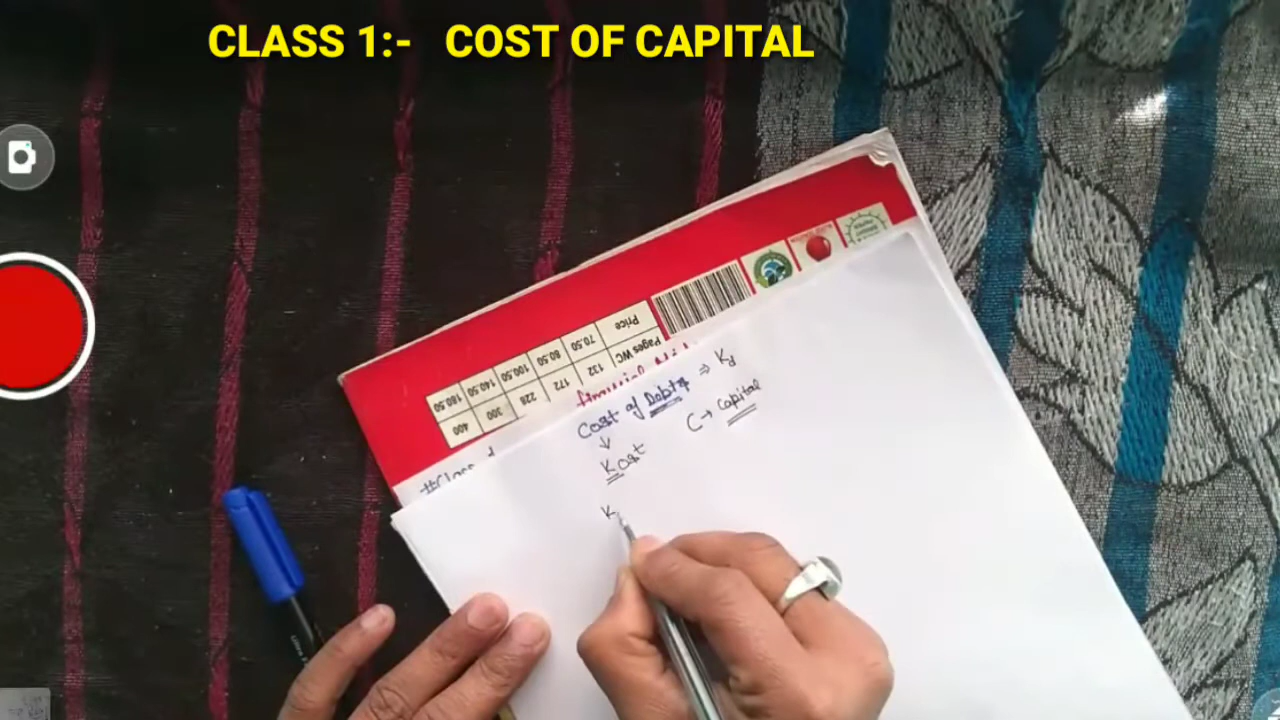 CLASS 1:- COST OF CAPITAL
Price
Pages WC
70.50
132
80.50
172
100.50
228
140.50
300
180.50
400
Cost of Debt ⇒ Kd
↓
Kost
C → Capital
#Class
K